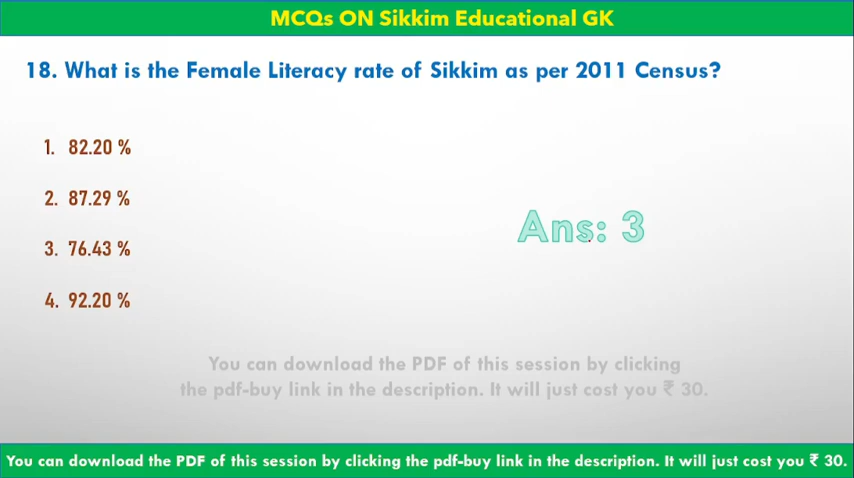 MCQs ON Sikkim Educational GK
18. What is the Female Literacy rate of Sikkim as per 2011 Census?
1. 82.20 %
2. 87.29 %
Ans: 3
3. 76.43 %
4. 92.20 %
You can download the PDF of this session by clicking
the pdf-buy link in the description. It will just cost you ₹ 30.
You can download the PDF of this session by clicking the pdf-buy link in the description. It will just cost you ₹ 30.